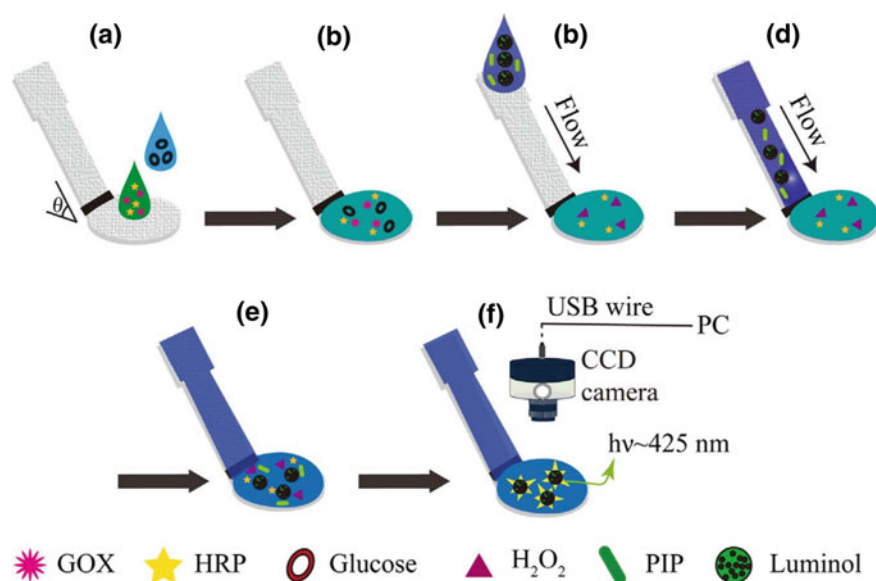 (a)
(b)
(b)
(d)
θ
Flow
Flow
(e)
(f)
USB wire
PC
CCD
camera
hν~425 nm
GOX
HRP
Glucose
H₂O₂
PIP
Luminol